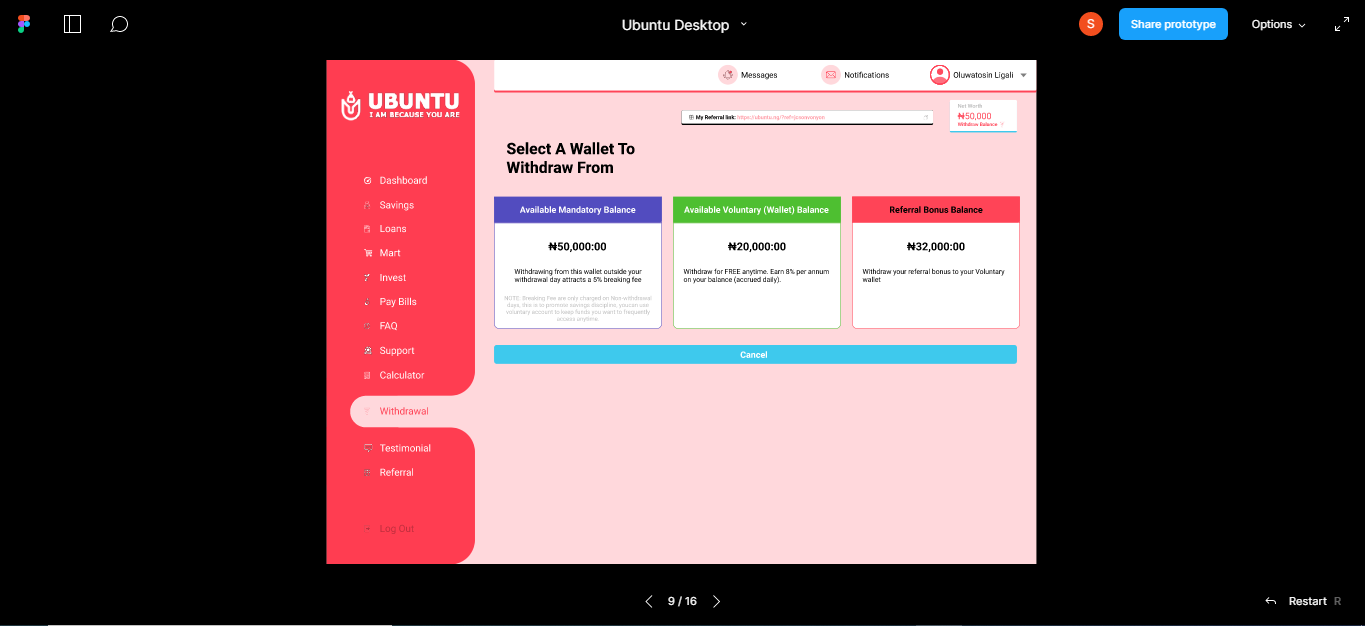 Ubuntu Desktop
S
Share prototype
Options
UBUNTU
I AM BECAUSE YOU ARE
Messages
Notifications
Oluwatosin Ligali
My Referral link:
Net Worth
₦50,000
Withdraw Balance
Select A Wallet To
Withdraw From
Dashboard
Savings
Loans
Mart
Invest
Pay Bills
FAQ
Support
Calculator
Withdrawal
Testimonial
Referral
Log Out
Available Mandatory Balance
₦50,000:00
Withdrawing from this wallet outside your
withdrawal day attracts a 5% breaking fee
NOTE: Breaking Fee are only charged on Non-withdrawal
days, this is to promote savings discipline, you can use
voluntary account to keep funds you want to frequently
access anytime.
Available Voluntary (Wallet) Balance
₦20,000:00
Withdraw for FREE anytime. Earn 8% per annum
on your balance (accrued daily).
Referral Bonus Balance
₦32,000:00
Withdraw your referral bonus to your Voluntary
wallet
Cancel
9 / 16
Restart R